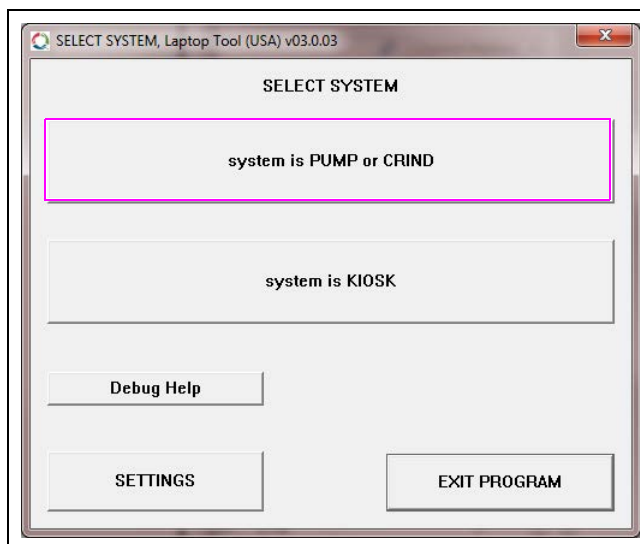 SELECT SYSTEM, Laptop Tool (USA) v03.0.03
SELECT SYSTEM
system is PUMP or CRIND
system is KIOSK
Debug Help
SETTINGS
EXIT PROGRAM